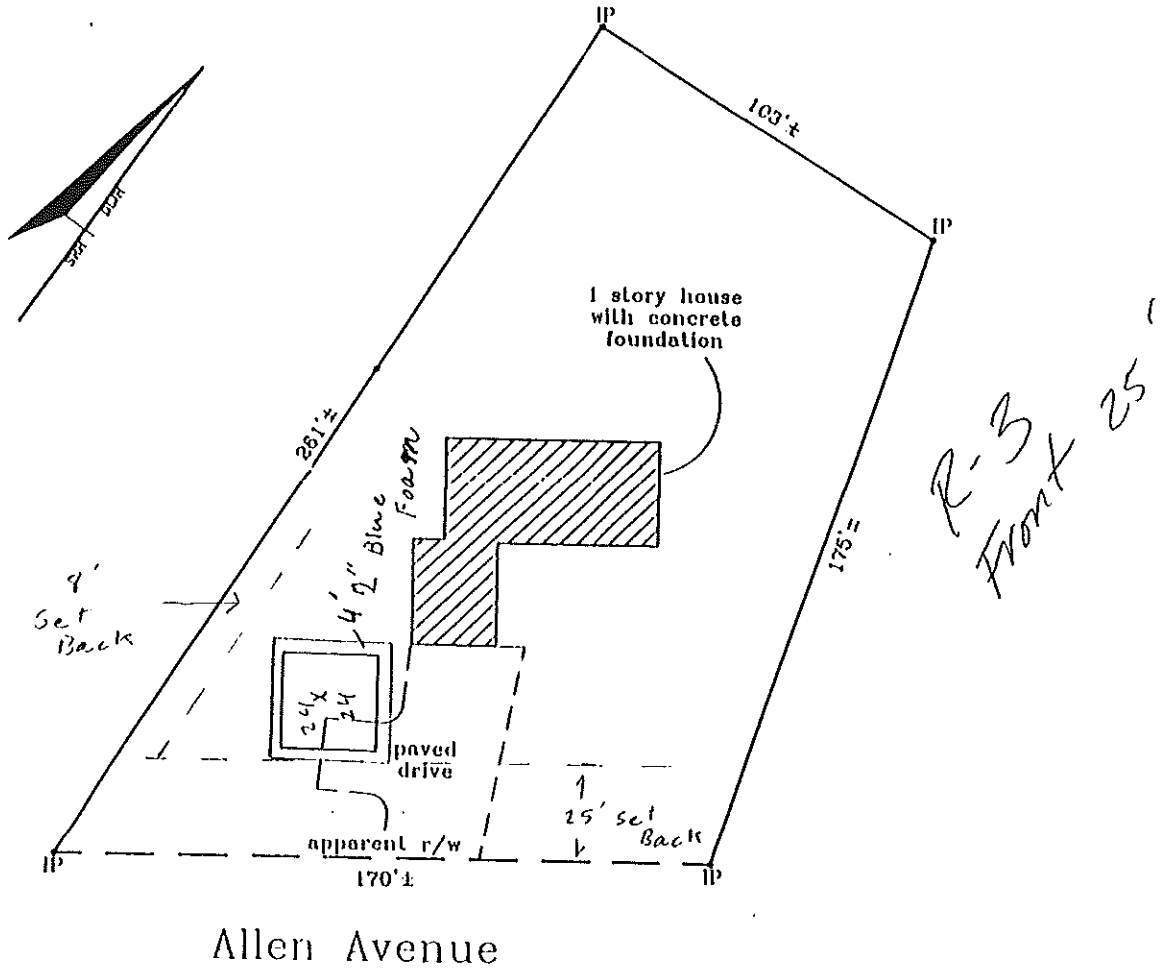 IP
103'±
IP
1 story house
with concrete
foundation
R-3
Front 25'
261'±
4' 2" Blue
Foam
175'±
8'
Set
Back
24x
24
paved
drive
25' Set
Back
apparent r/w
IP
170'±
IP
Allen Avenue